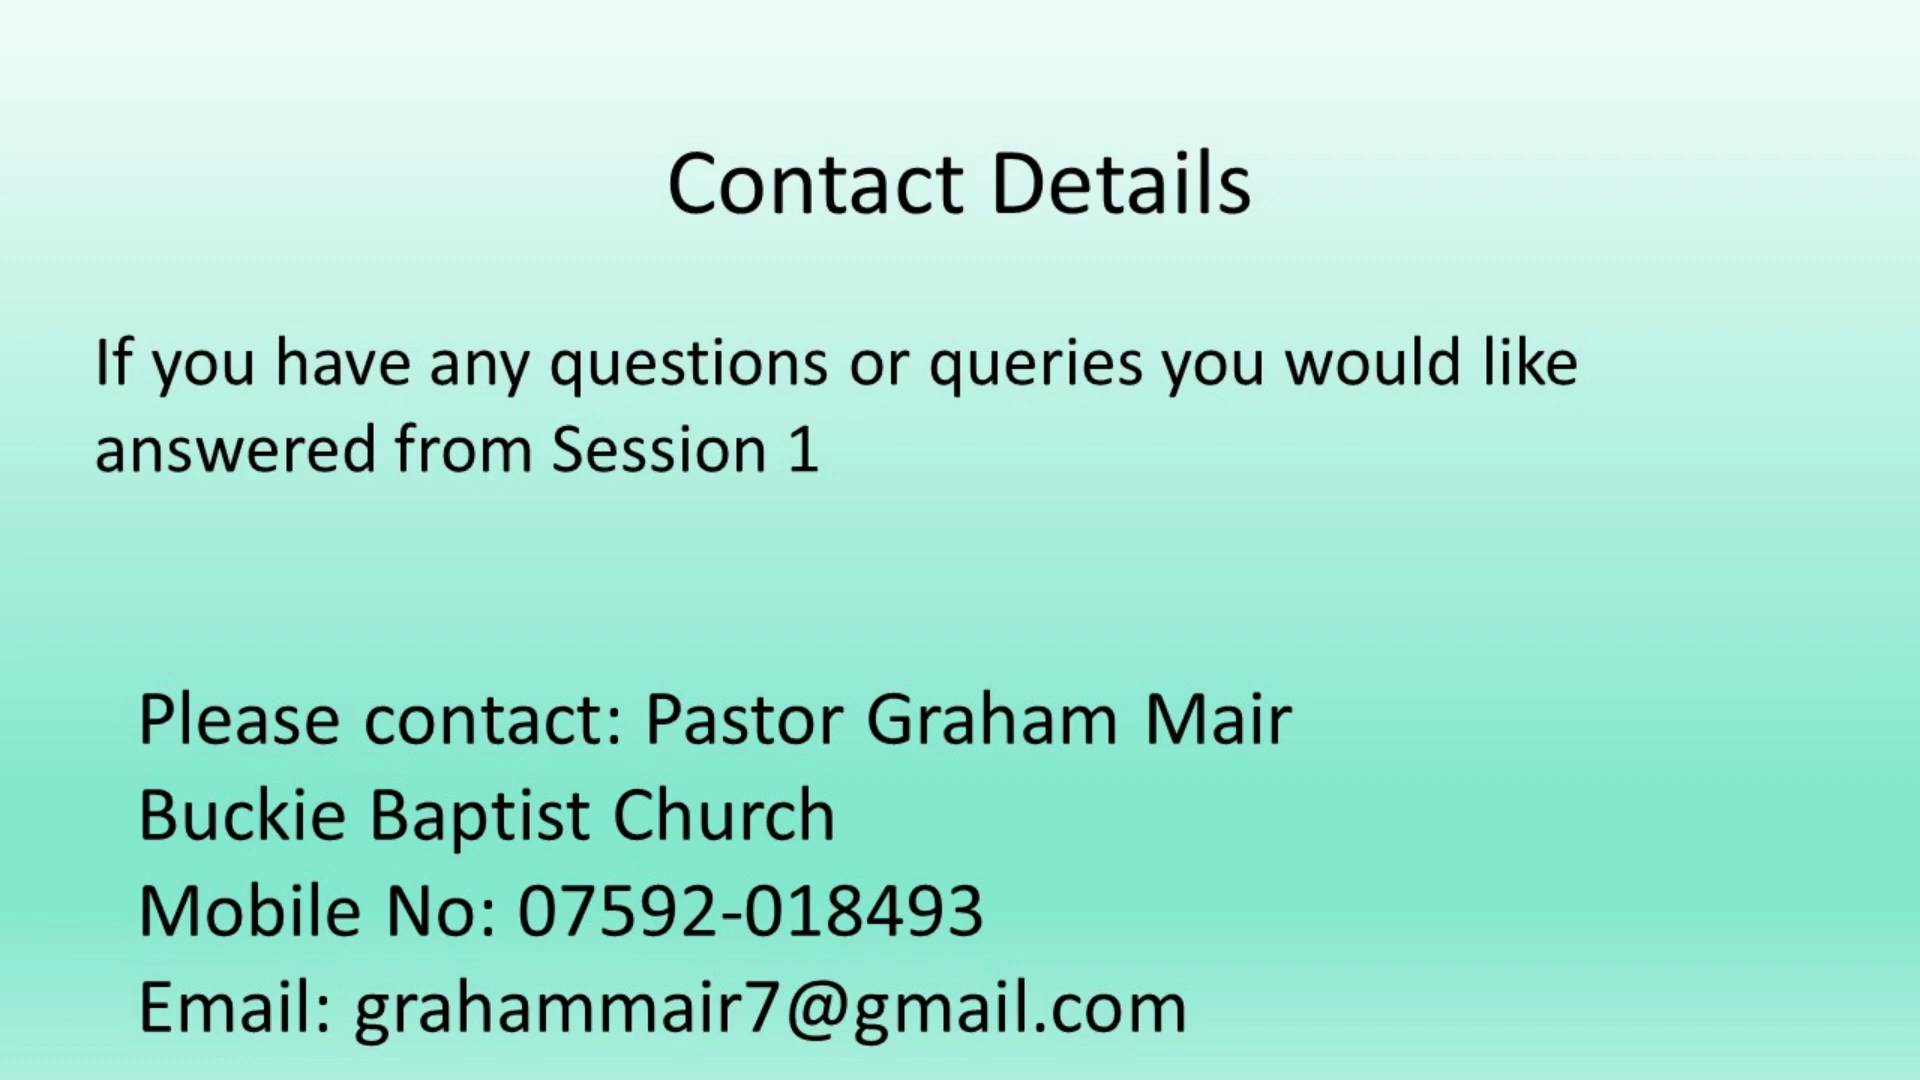 Contact Details
If you have any questions or queries you would like
answered from Session 1
Please contact: Pastor Graham Mair
Buckie Baptist Church
Mobile No: 07592-018493
Email: grahammair7@gmail.com